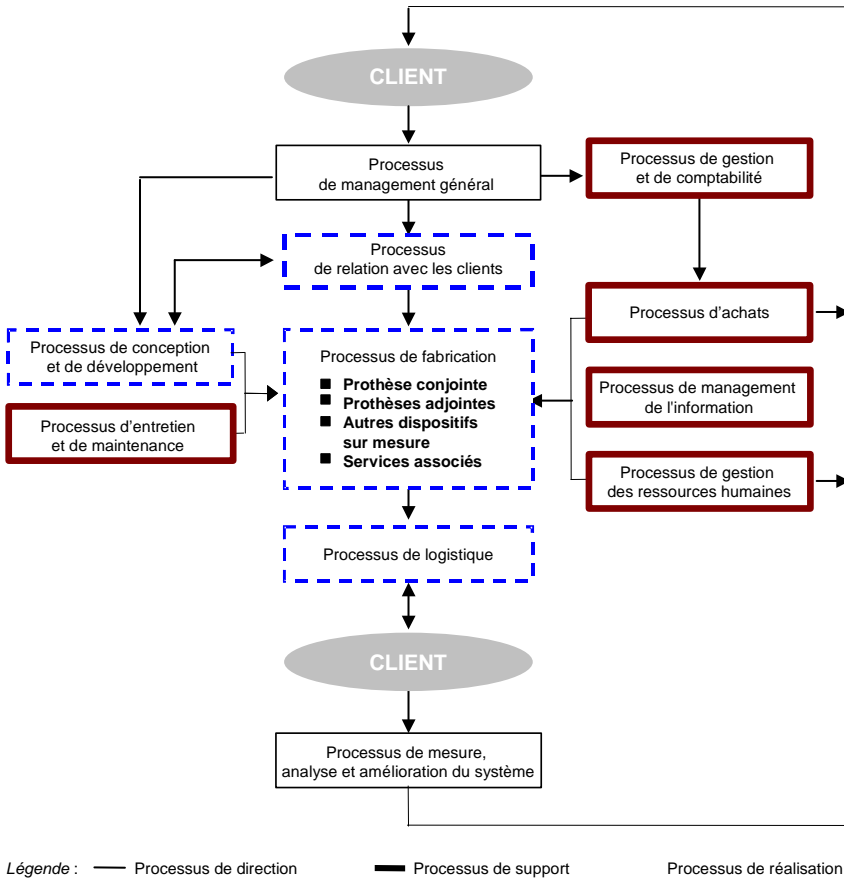 CLIENT
Processus
de management général
Processus de gestion
et de comptabilité
Processus
de relation avec les clients
Processus de conception
et de développement
Processus d'entretien
et de maintenance
Processus de fabrication
■ Prothèse conjointe
■ Prothèses adjointes
■ Autres dispositifs
sur mesure
■ Services associés
Processus d'achats
Processus de management
de l'information
Processus de gestion
des ressources humaines
Processus de logistique
CLIENT
Processus de mesure,
analyse et amélioration du système
Légende : Processus de direction Processus de support Processus de réalisation